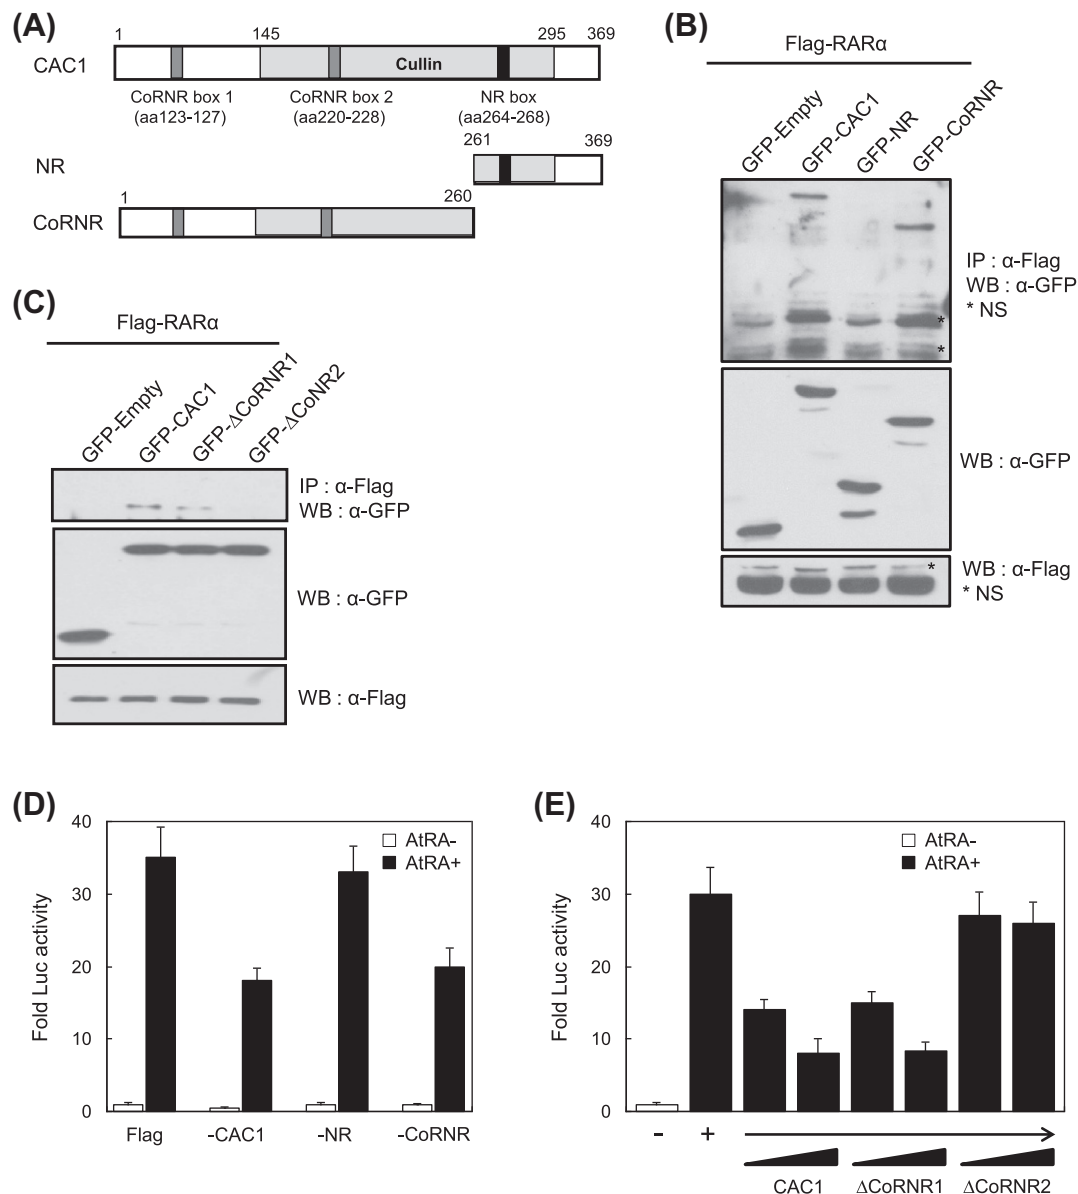 (A)
1 145 295 369
CAC1
Cullin
CoRNR box 1 CoRNR box 2 NR box
(aa123-127) (aa220-228) (aa264-268)
261 369
NR
1 260
CoRNR
(B)
Flag-RARα
GFP-Empty
GFP-CAC1
GFP-NR
GFP-CoRNR
*
*
IP : α-Flag
WB : α-GFP
* NS
WB : α-GFP
*
WB : α-Flag
* NS
(C)
Flag-RARα
GFP-Empty
GFP-CAC1
GFP-ΔCoRNR1
GFP-ΔCoNR2
IP : α-Flag
WB : α-GFP
WB : α-GFP
WB : α-Flag
(D)
Fold Luc activity
40
30
20
10
0
AtRA-
AtRA+
Flag -CAC1 -NR -CoRNR
(E)
Fold Luc activity
40
30
20
10
0
AtRA-
AtRA+
- +
CAC1 ΔCoRNR1 ΔCoRNR2